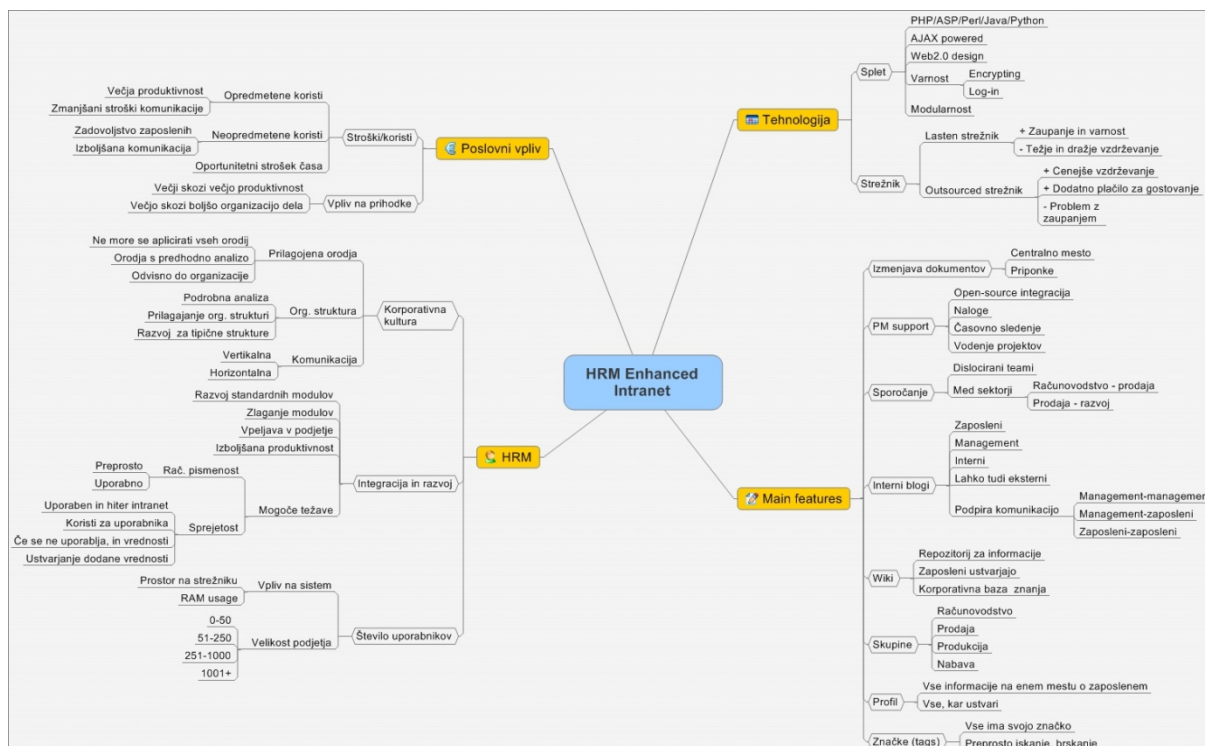 HRM Enhanced
Intranet
Tehnologija
Splet
PHP/ASP/Perl/Java/Python
AJAX powered
Web2.0 design
Varnost
Encrypting
Log-in
Modularnost
Strežnik
Lasten strežnik
+ Zaupanje in varnost
- Težje in dražje vzdrževanje
Outsourced strežnik
+ Cenejše vzdrževanje
+ Dodatno plačilo za gostovanje
- Problem z
zaupanjem
Main features
Izmenjava dokumentov
Centralno mesto
Priponke
PM support
Open-source integracija
Naloge
Časovno sledenje
Vodenje projektov
Sporočanje
Dislocirani teami
Med sektorji
Računovodstvo - prodaja
Prodaja - razvoj
Interni blogi
Zaposleni
Management
Interni
Lahko tudi eksterni
Podpira komunikacijo
Management-management
Management-zaposleni
Zaposleni-zaposleni
Wiki
Repozitorij za informacije
Zaposleni ustvarjajo
Korporativna baza znanja
Skupine
Računovodstvo
Prodaja
Produkcija
Nabava
Profil
Vse informacije na enem mestu o zaposlenem
Vse, kar ustvari
Značke (tags)
Vse ima svojo značko
Preprosto iskanje, brskanje
Poslovni vpliv
Stroški/koristi
Opredmetene koristi
Večja produktivnost
Zmanjšani stroški komunikacije
Neopredmetene koristi
Zadovoljstvo zaposlenih
Izboljšana komunikacija
Oportunitetni strošek časa
Vpliv na prihodke
Večji skozi večjo produktivnost
Večjo skozi boljšo organizacijo dela
HRM
Korporativna
kultura
Prilagojena orodja
Ne more se aplicirati vseh orodij
Orodja s predhodno analizo
Odvisno do organizacije
Org. struktura
Podrobna analiza
Prilagajanje org. strukturi
Razvoj za tipične strukture
Komunikacija
Vertikalna
Horizontalna
Integracija in razvoj
Razvoj standardnih modulov
Zlaganje modulov
Vpeljava v podjetje
Izboljšana produktivnost
Mogoče težave
Rač. pismenost
Preprosto
Uporabno
Sprejetost
Uporaben in hiter intranet
Koristi za uporabnika
Če se ne uporablja, in vrednosti
Ustvarjanje dodane vrednosti
Število uporabnikov
Vpliv na sistem
Prostor na strežniku
RAM usage
Velikost podjetja
0-50
51-250
251-1000
1001+